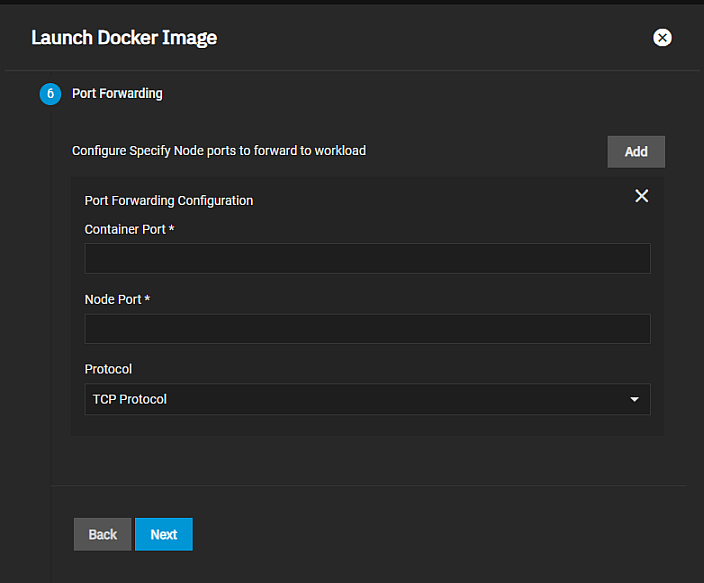 Launch Docker Image
6 Port Forwarding
Configure Specify Node ports to forward to workload
Add
Port Forwarding Configuration
Container Port *
Node Port *
Protocol
TCP Protocol
Back Next